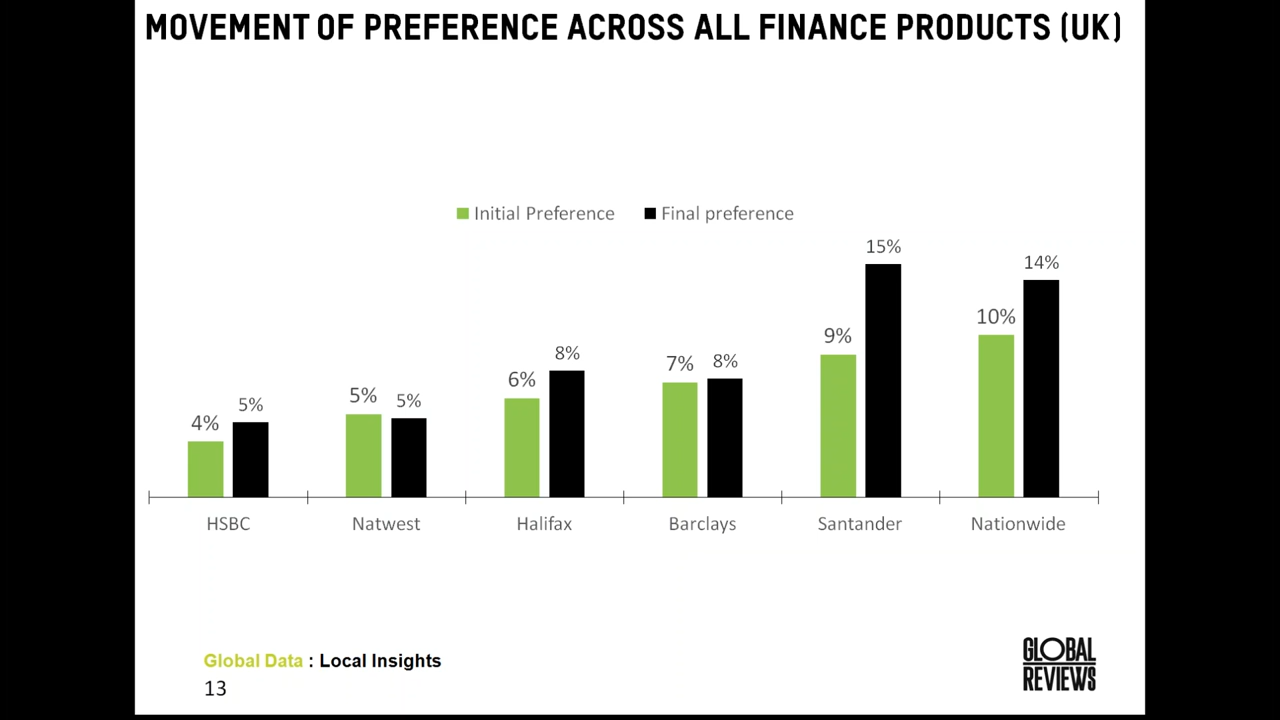 MOVEMENT OF PREFERENCE ACROSS ALL FINANCE PRODUCTS (UK)
Initial Preference Final preference
4% 5% 5% 5% 6% 8% 7% 8% 9% 15% 10% 14%
HSBC Natwest Halifax Barclays Santander Nationwide
Global Data : Local Insights
13
GLOBAL
REVIEWS